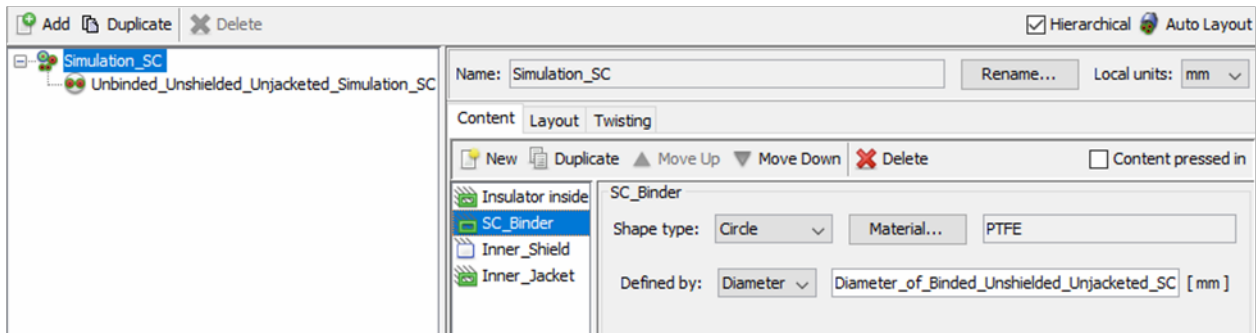 Add Duplicate Delete Hierarchical Auto Layout
Simulation_SC
Unbinded_Unshielded_Unjacketed_Simulation_SC
Name: Simulation_SC Rename... Local units: mm
Content Layout Twisting
New Duplicate Move Up Move Down Delete Content pressed in
Insulator inside
SC_Binder
Inner_Shield
Inner_Jacket
SC_Binder
Shape type: Circle Material... PTFE
Defined by: Diameter Diameter_of_Binded_Unshielded_Unjacketed_SC [mm]